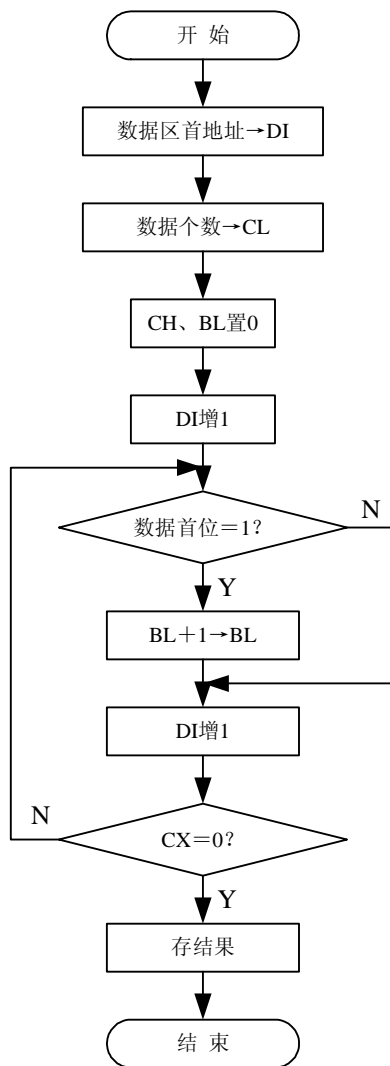 开 始
数据区首地址→DI
数据个数→CL
CH、BL置0
DI增1
数据首位＝1?
N
Y
BL＋1→BL
DI增1
N
CX＝0?
Y
存结果
结 束